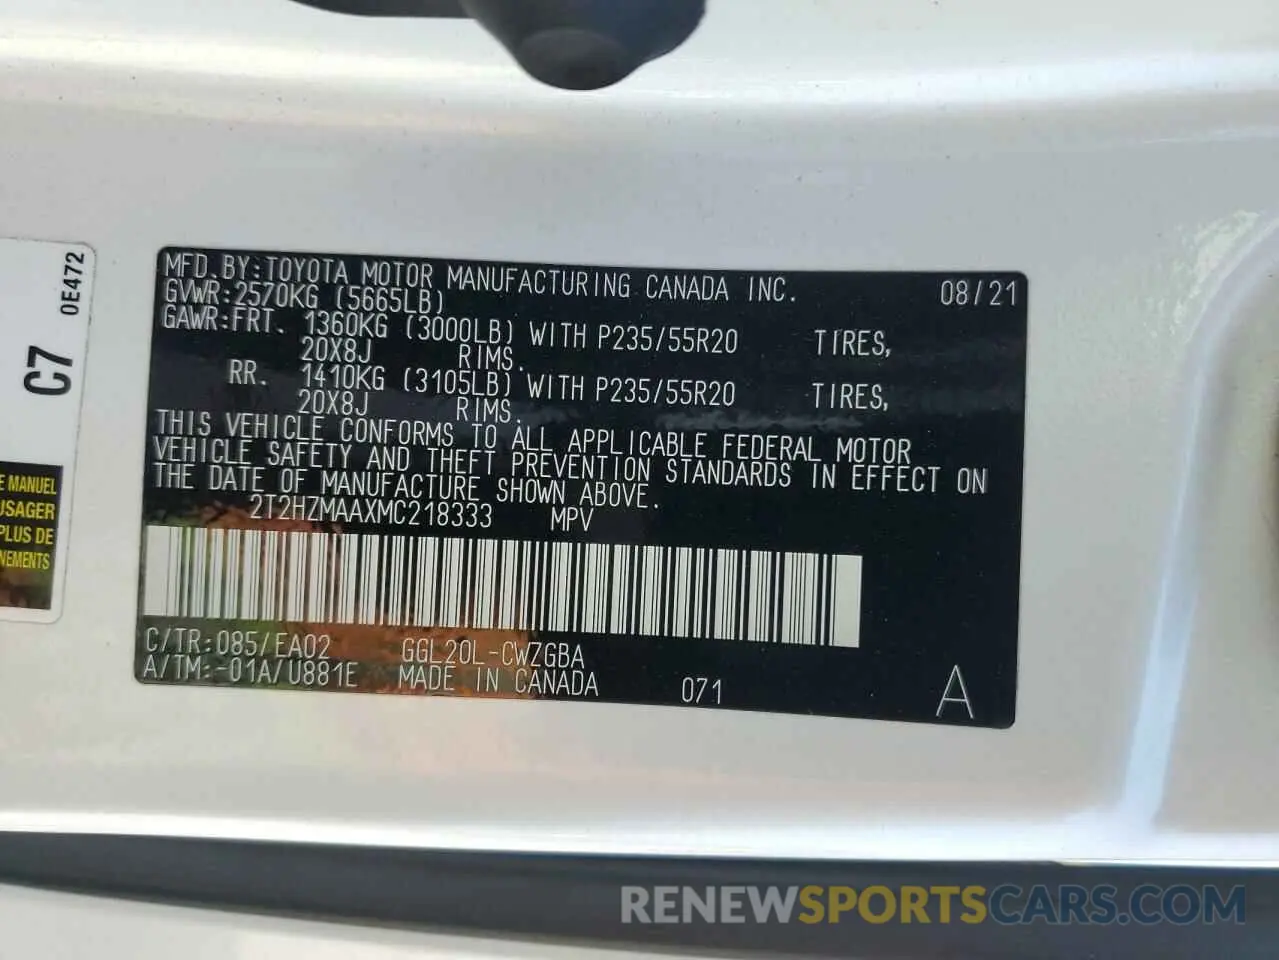 MFD.BY:TOYOTA MOTOR MANUFACTURING CANADA INC. 08/21
GVWR:2570KG (5665LB)
GAWR:FRT. 1360KG (3000LB) WITH P235/55R20 TIRES,
20X8J RIMS.
RR. 1410KG (3105LB) WITH P235/55R20 TIRES,
20X8J RIMS.
THIS VEHICLE CONFORMS TO ALL APPLICABLE FEDERAL MOTOR
VEHICLE SAFETY AND THEFT PREVENTION STANDARDS IN EFFECT ON
THE DATE OF MANUFACTURE SHOWN ABOVE.
2T2HZMAAXMC218333 MPV
C/TR:085/EA02 GGL20L-CWZGBA
A/TM:-01A/U881E MADE IN CANADA 071 A
0E472
C7
E MANUEL
USAGER
PLUS DE
NEMENTS
RENEWSPORTSCARS.COM